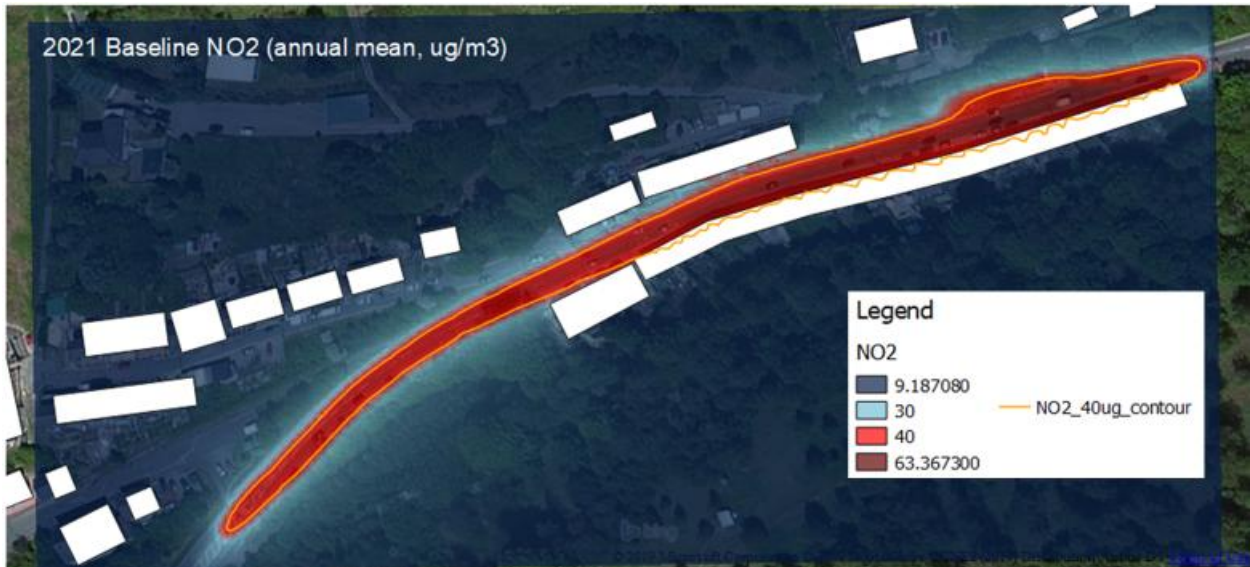 2021 Baseline NO2 (annual mean, ug/m3)
Legend
NO2
9.187080
30
NO2_40ug_contour
40
63.367300